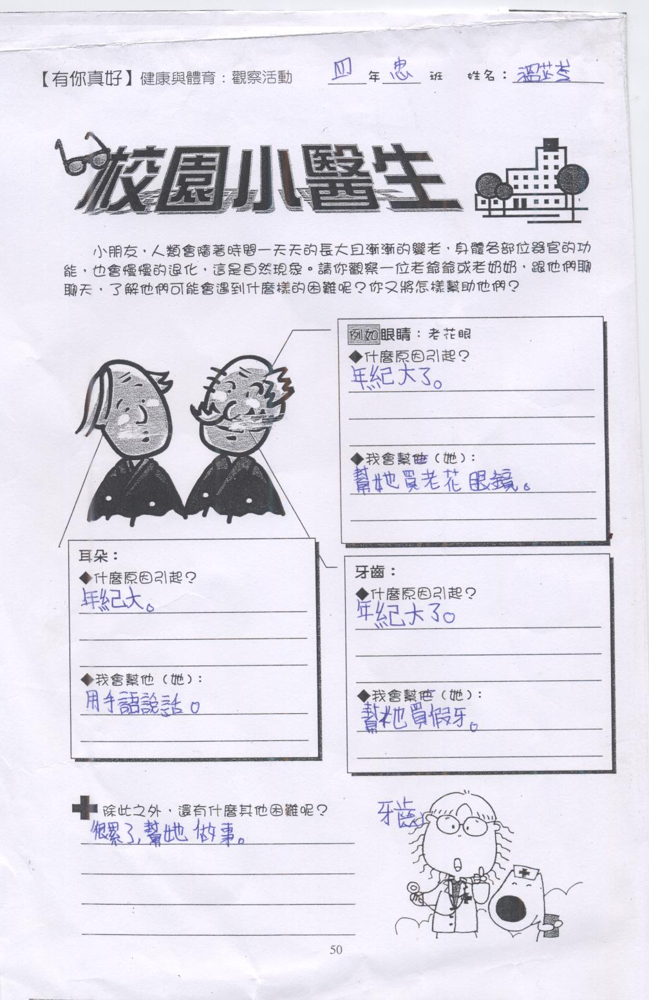 【有你真好】健康與體育：觀察活動 四年忠班 姓名：溫芷岑
校園小醫生
小朋友，人類會隨著時間一天天的長大且漸漸的變老，身體各部位器官的功
能，也會慢慢的退化，這是自然現象。請你觀察一位老爺爺或老奶奶，跟他們聊
聊天，了解他們可能會遇到什麼樣的困難呢？你又將怎樣幫助他們？
例如眼睛：老花眼
◆什麼原因引起？
年紀大了。
◆我會幫他（她）：
幫她買老花眼鏡。
耳朵：
◆什麼原因引起？
年紀大。
◆我會幫他（她）：
用手語說話。
牙齒：
◆什麼原因引起？
年紀大了。
◆我會幫他（她）：
幫她買假牙。
除此之外，還有什麼其他困難呢？
很累了,幫她做事。
牙齒
50